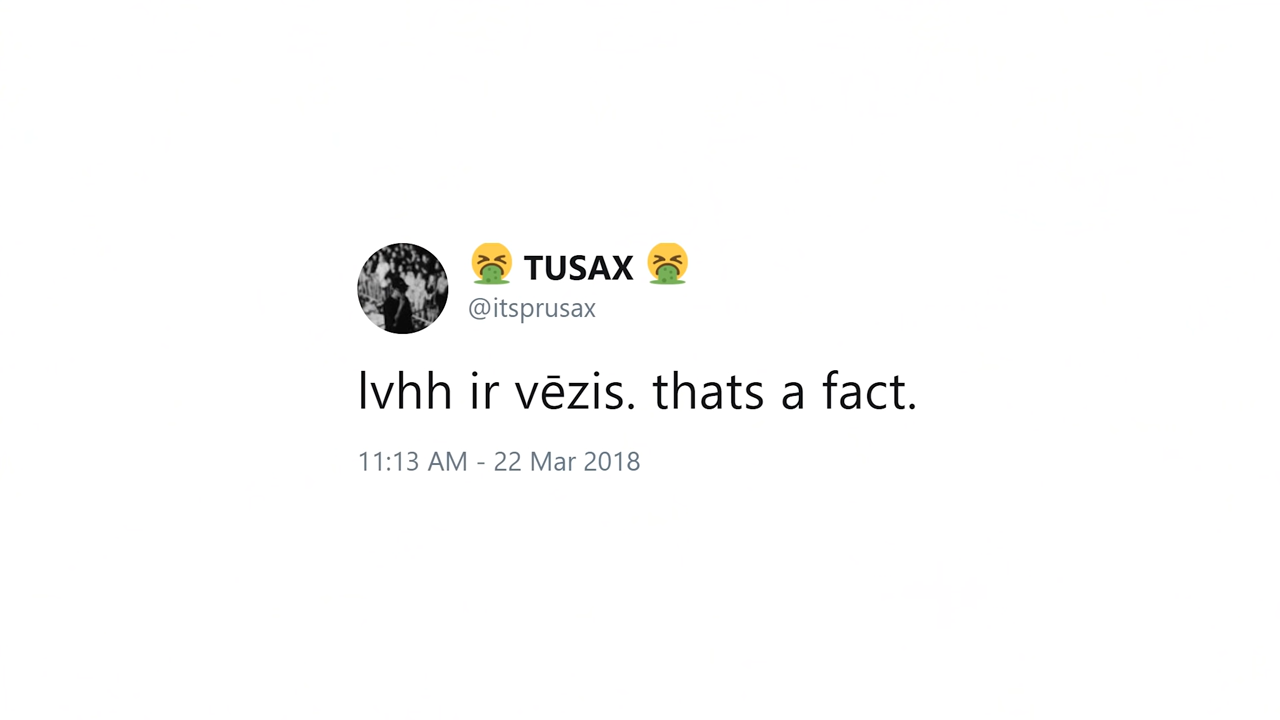 🤮 TUSAX 🤮
@itsprusax
lvhh ir vēzis. thats a fact.
11:13 AM - 22 Mar 2018